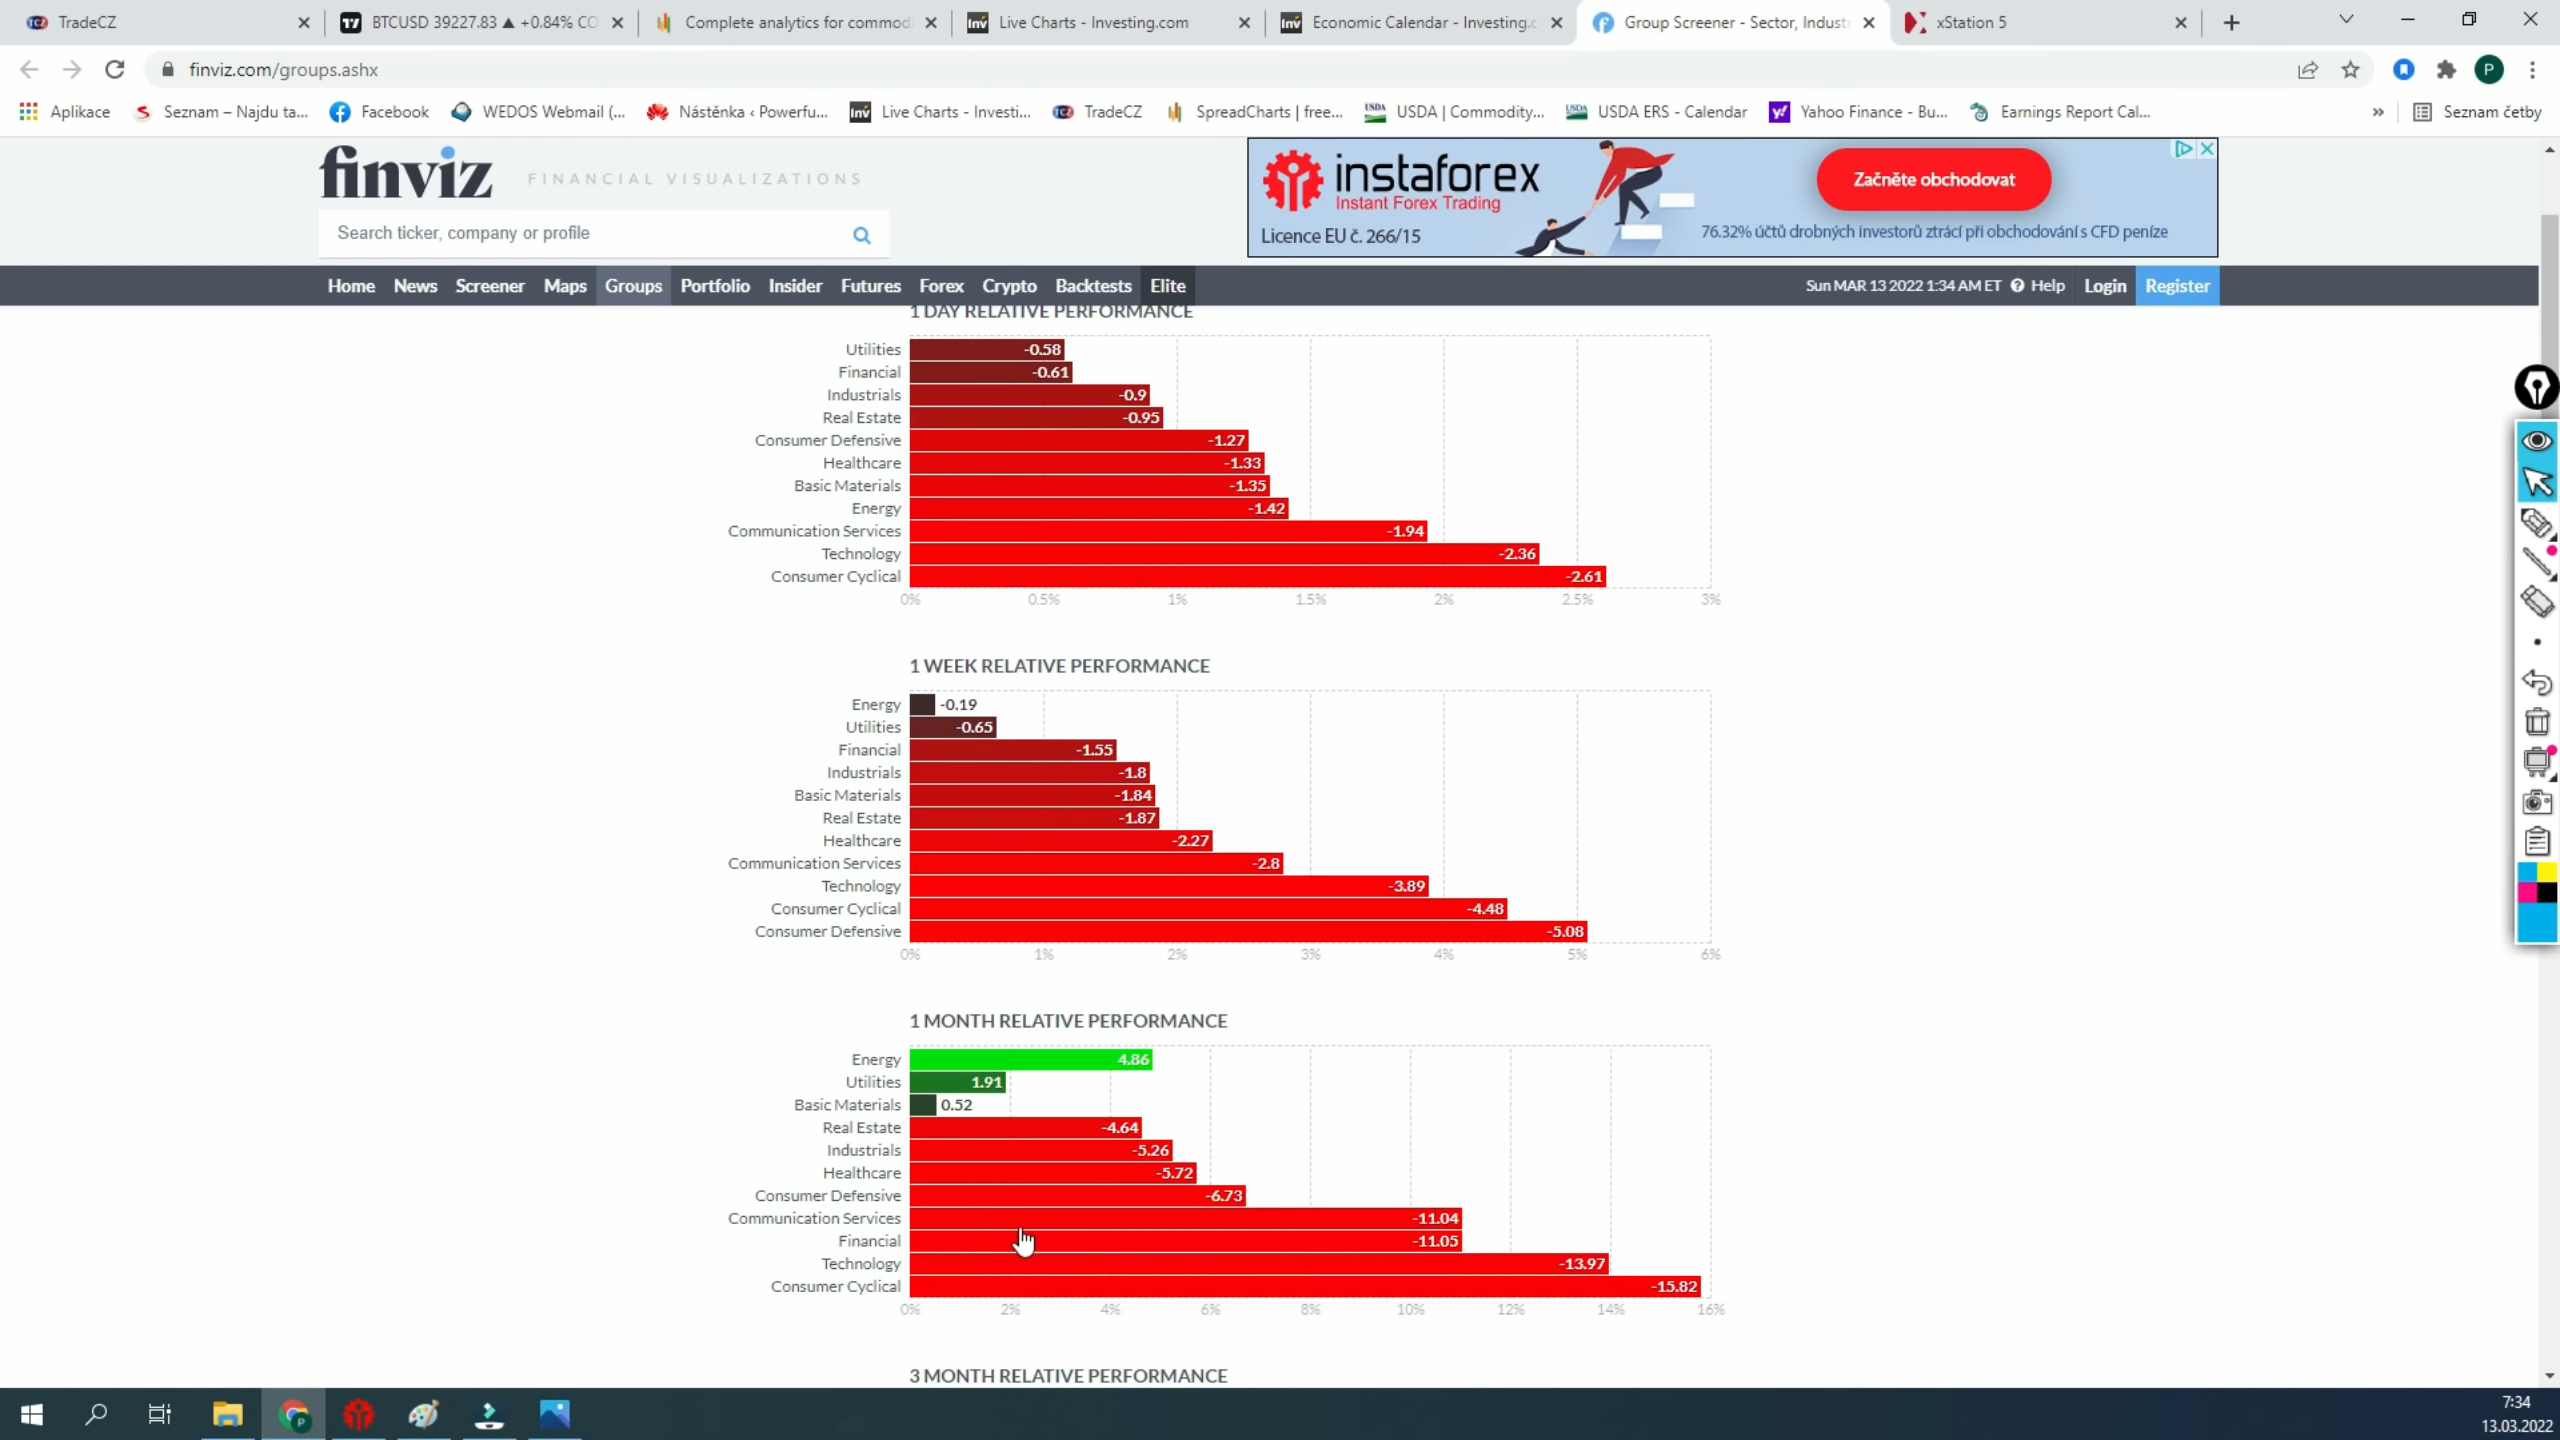 TradeCZ
BTCUSD 39227.83 ▲ +0.84% CO
Complete analytics for commod
Live Charts - Investing.com
Economic Calendar - Investing.c
Group Screener - Sector, Indust
xStation 5
finviz.com/groups.ashx
P
Aplikace
Seznam – Najdu ta...
Facebook
WEDOS Webmail (...
Nástěnka ‹ Powerfu...
Live Charts - Investi...
TradeCZ
SpreadCharts | free...
USDA | Commodity...
USDA ERS - Calendar
Yahoo Finance - Bu...
Earnings Report Cal...
»
Seznam četby
finviz
FINANCIAL VISUALIZATIONS
Search ticker, company or profile
instaforex
Instant Forex Trading
Licence EU č. 266/15
Začněte obchodovat
76.32% účtů drobných investorů ztrácí při obchodování s CFD peníze
Home News Screener Maps Groups Portfolio Insider Futures Forex Crypto Backtests Elite
Sun MAR 13 2022 1:34 AM ET Help Login Register
1 DAY RELATIVE PERFORMANCE
Utilities -0.58
Financial -0.61
Industrials -0.9
Real Estate -0.95
Consumer Defensive -1.27
Healthcare -1.33
Basic Materials -1.35
Energy -1.42
Communication Services -1.94
Technology -2.36
Consumer Cyclical -2.61
0% 0.5% 1% 1.5% 2% 2.5% 3%
1 WEEK RELATIVE PERFORMANCE
Energy -0.19
Utilities -0.65
Financial -1.55
Industrials -1.8
Basic Materials -1.84
Real Estate -1.87
Healthcare -2.27
Communication Services -2.8
Technology -3.89
Consumer Cyclical -4.48
Consumer Defensive -5.08
0% 1% 2% 3% 4% 5% 6%
1 MONTH RELATIVE PERFORMANCE
Energy 4.86
Utilities 1.91
Basic Materials 0.52
Real Estate -4.64
Industrials -5.26
Healthcare -5.72
Consumer Defensive -6.73
Communication Services -11.04
Financial -11.05
Technology -13.97
Consumer Cyclical -15.82
0% 2% 4% 6% 8% 10% 12% 14% 16%
3 MONTH RELATIVE PERFORMANCE
7:34
13.03.2022